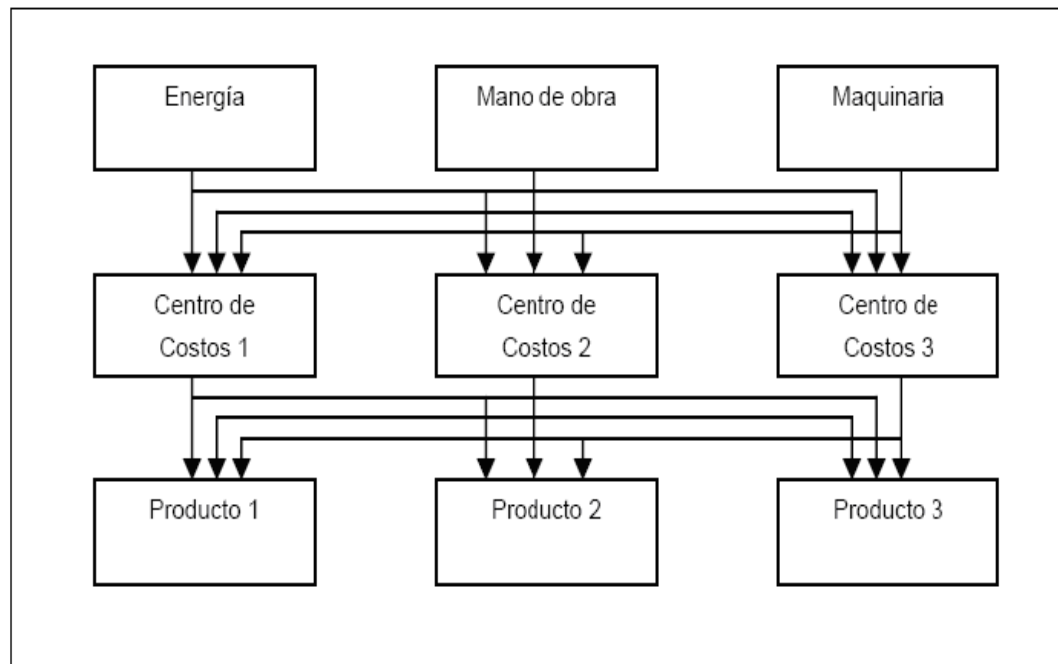 Energía
Mano de obra
Maquinaria
Centro de
Costos 1
Centro de
Costos 2
Centro de
Costos 3
Producto 1
Producto 2
Producto 3